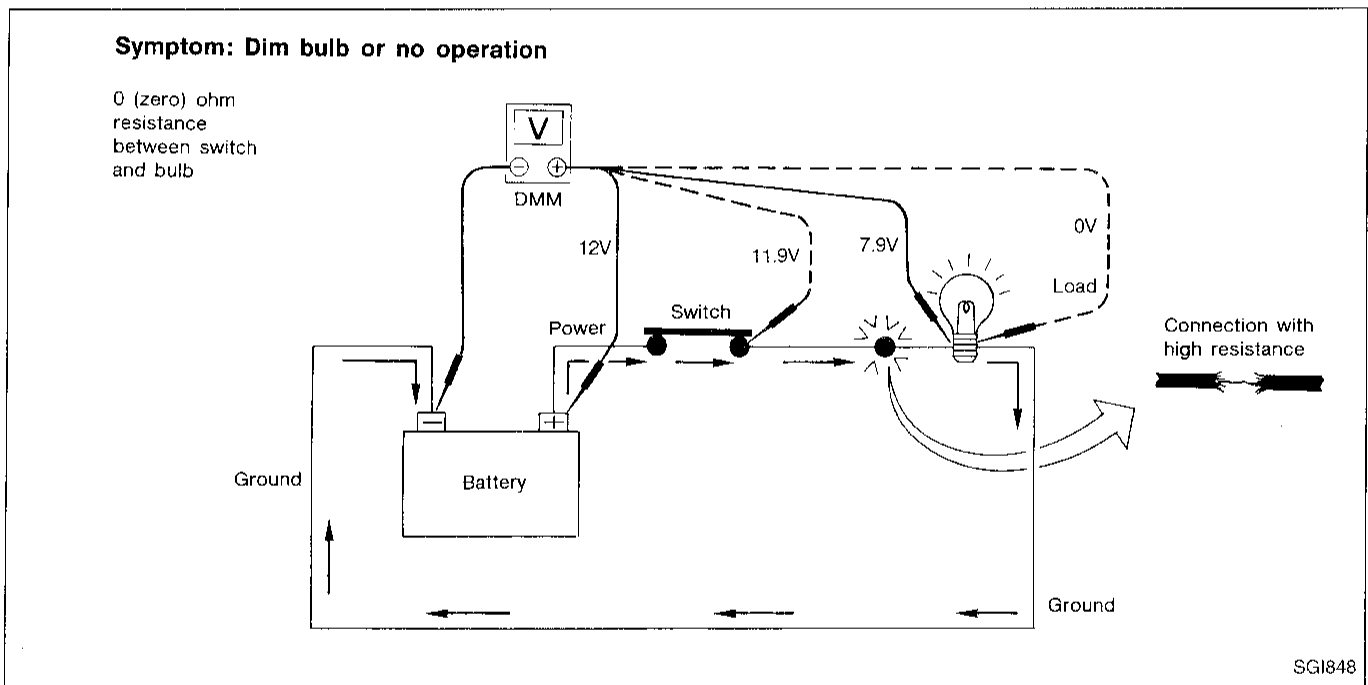 Symptom: Dim bulb or no operation
0 (zero) ohm
resistance
between switch
and bulb
V
− +
DMM
12V
11.9V
7.9V
0V
Load
Switch
Power
Connection with
high resistance
− +
Ground
Battery
Ground
SGI848